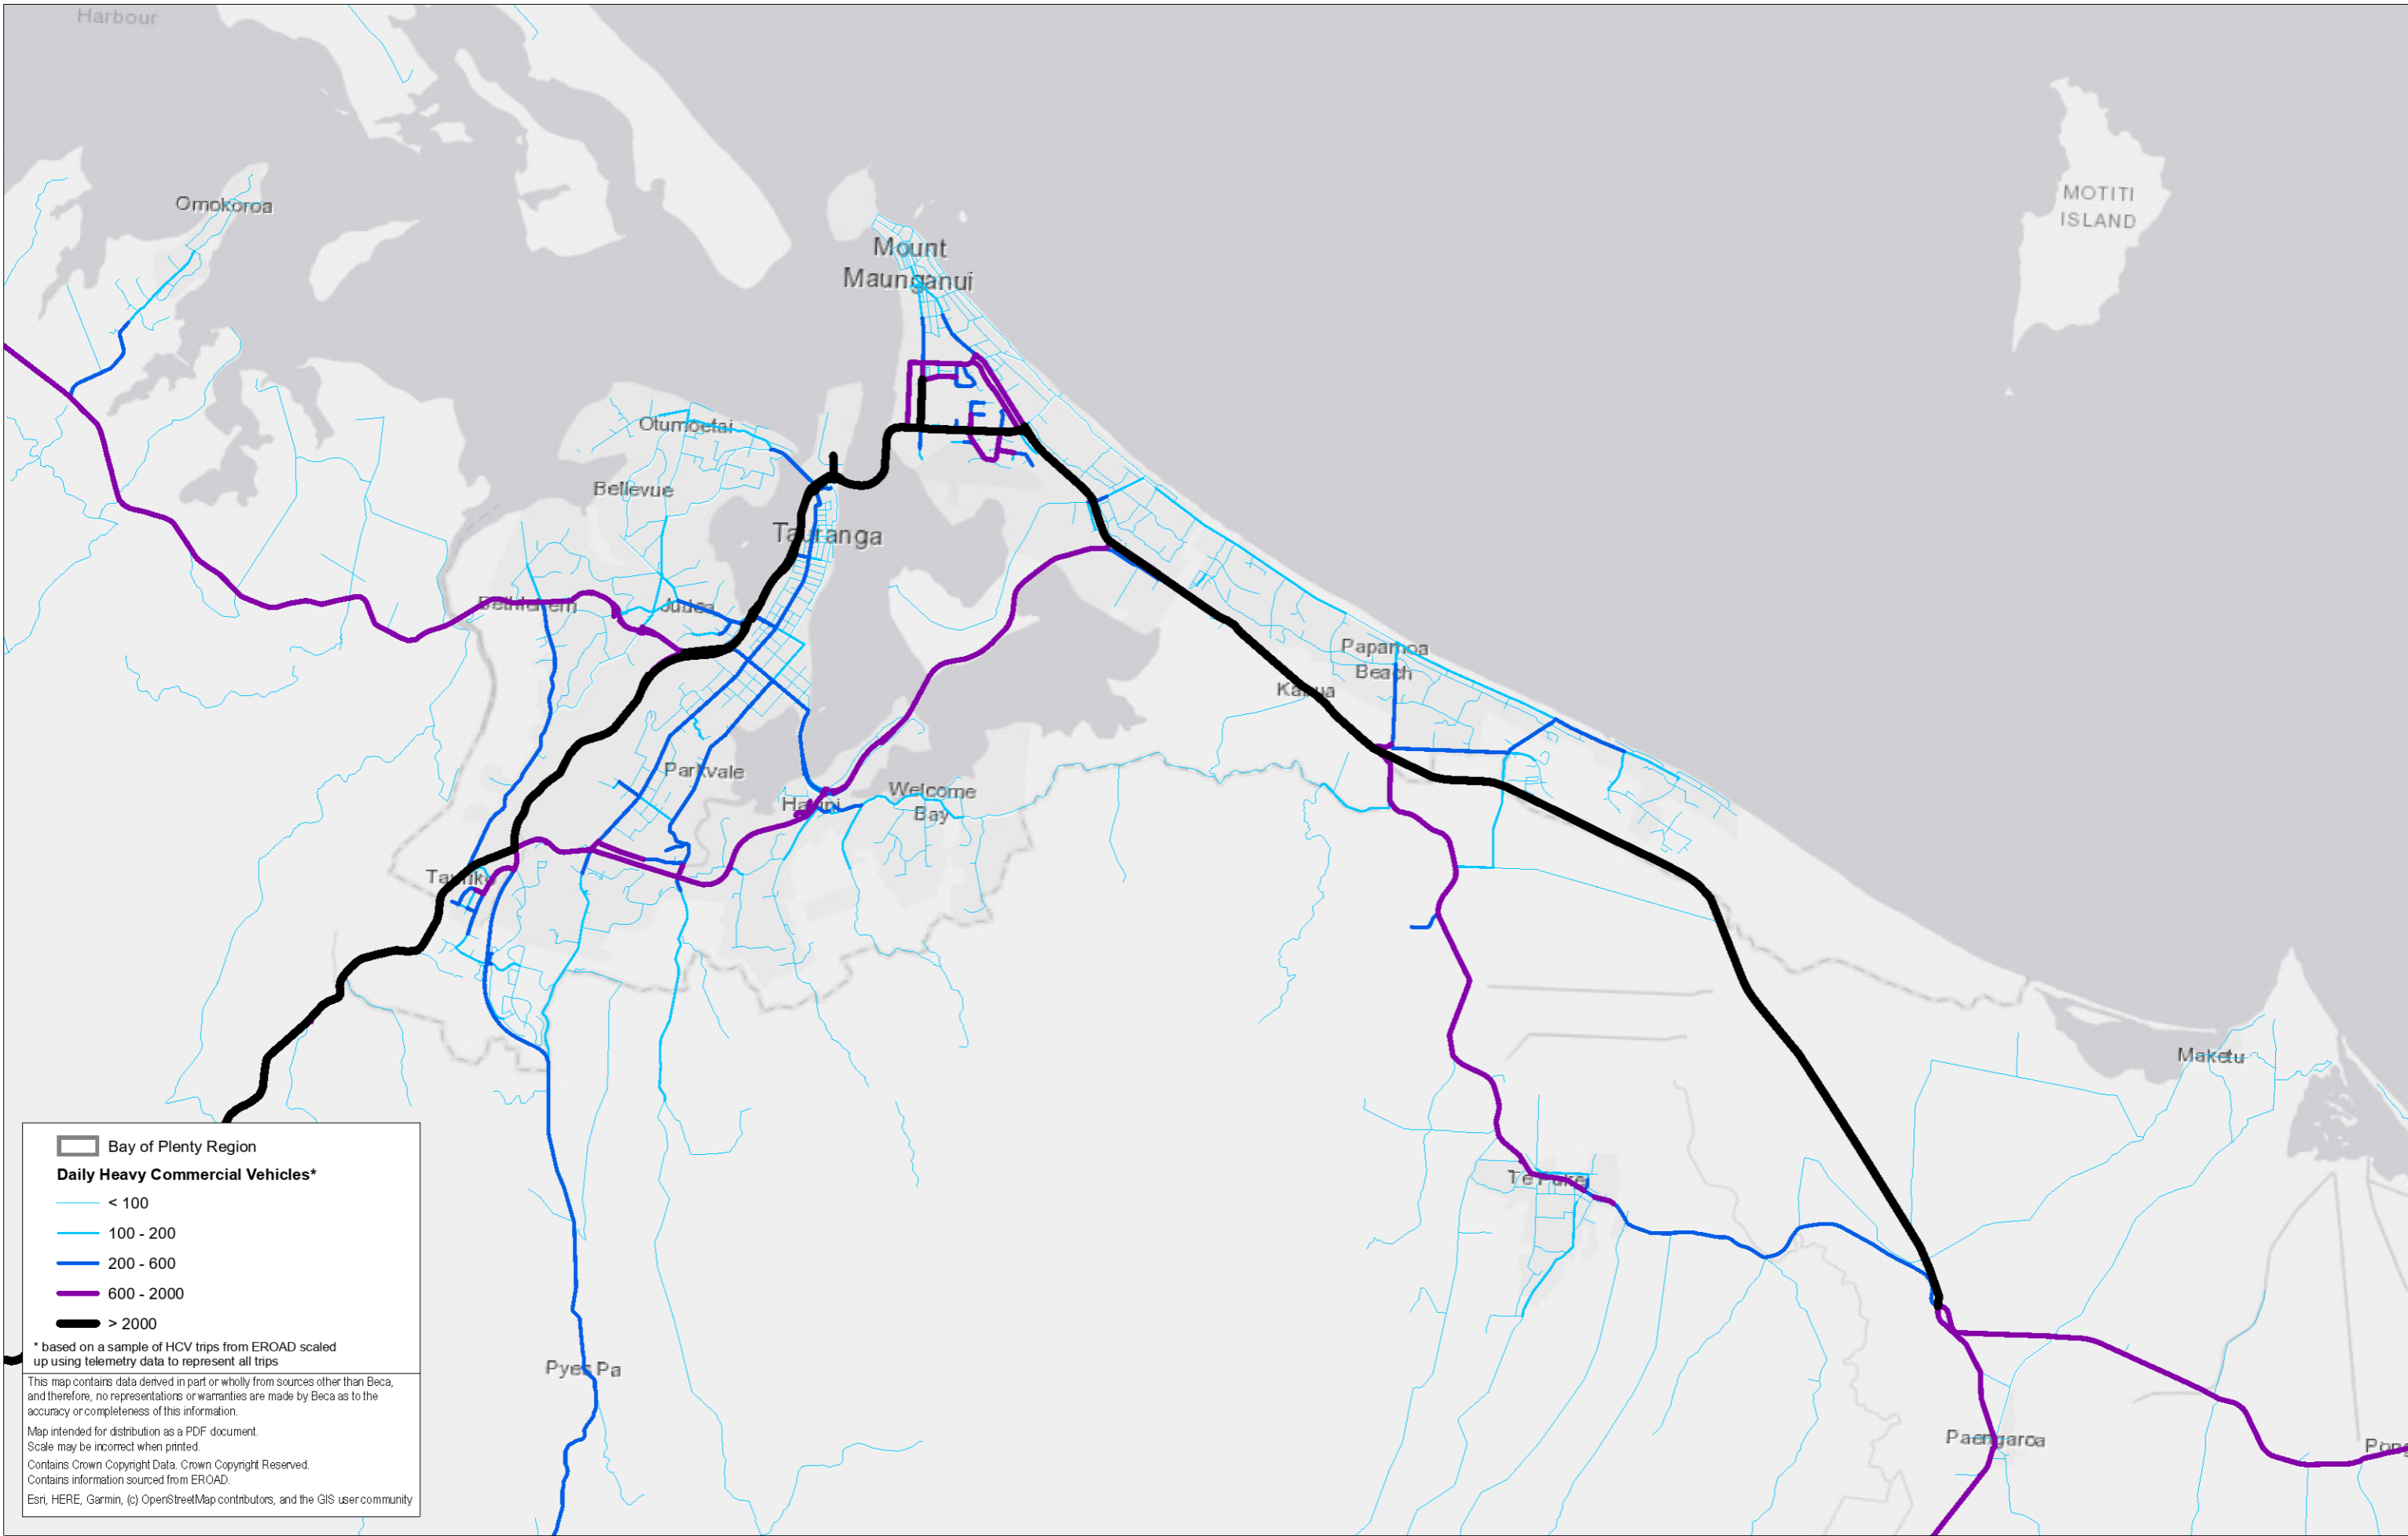 Harbour
MOTITI
ISLAND
Omokoroa
Mount
Maunganui
Otumoetai
Bellevue
Tauranga
Bethlehem
Judea
Papamoa
Beach
Kairua
Parkvale
Hairini
Welcome
Bay
Tauriko
Maketu
Te Puke
Pyes Pa
Paengaroa
Pong
Bay of Plenty Region
Daily Heavy Commercial Vehicles*
< 100
100 - 200
200 - 600
600 - 2000
> 2000
* based on a sample of HCV trips from EROAD scaled
up using telemetry data to represent all trips
This map contains data derived in part or wholly from sources other than Beca,
and therefore, no representations or warranties are made by Beca as to the
accuracy or completeness of this information.
Map intended for distribution as a PDF document.
Scale may be incorrect when printed.
Contains Crown Copyright Data. Crown Copyright Reserved.
Contains information sourced from EROAD.
Esri, HERE, Garmin, (c) OpenStreetMap contributors, and the GIS user community